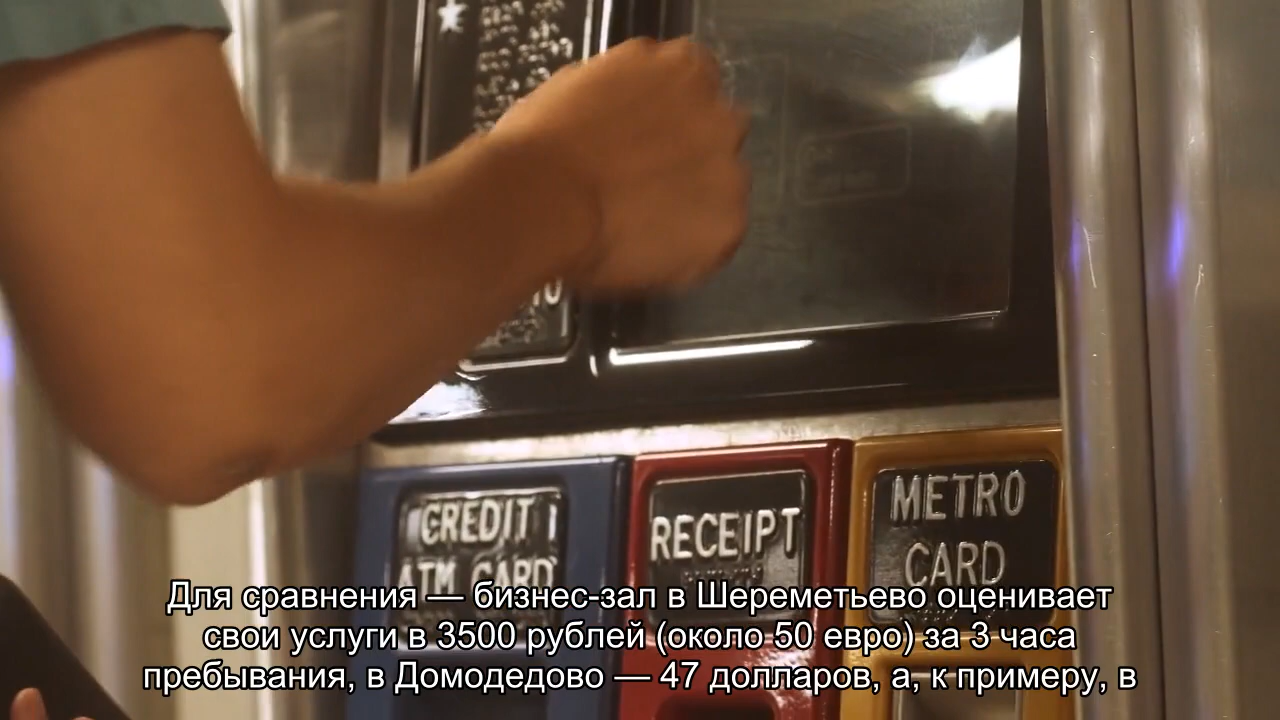 CREDIT
ATM CARD
RECEIPT
METRO
CARD
Для сравнения — бизнес-зал в Шереметьево оценивает
свои услуги в 3500 рублей (около 50 евро) за 3 часа
пребывания, в Домодедово — 47 долларов, а, к примеру, в